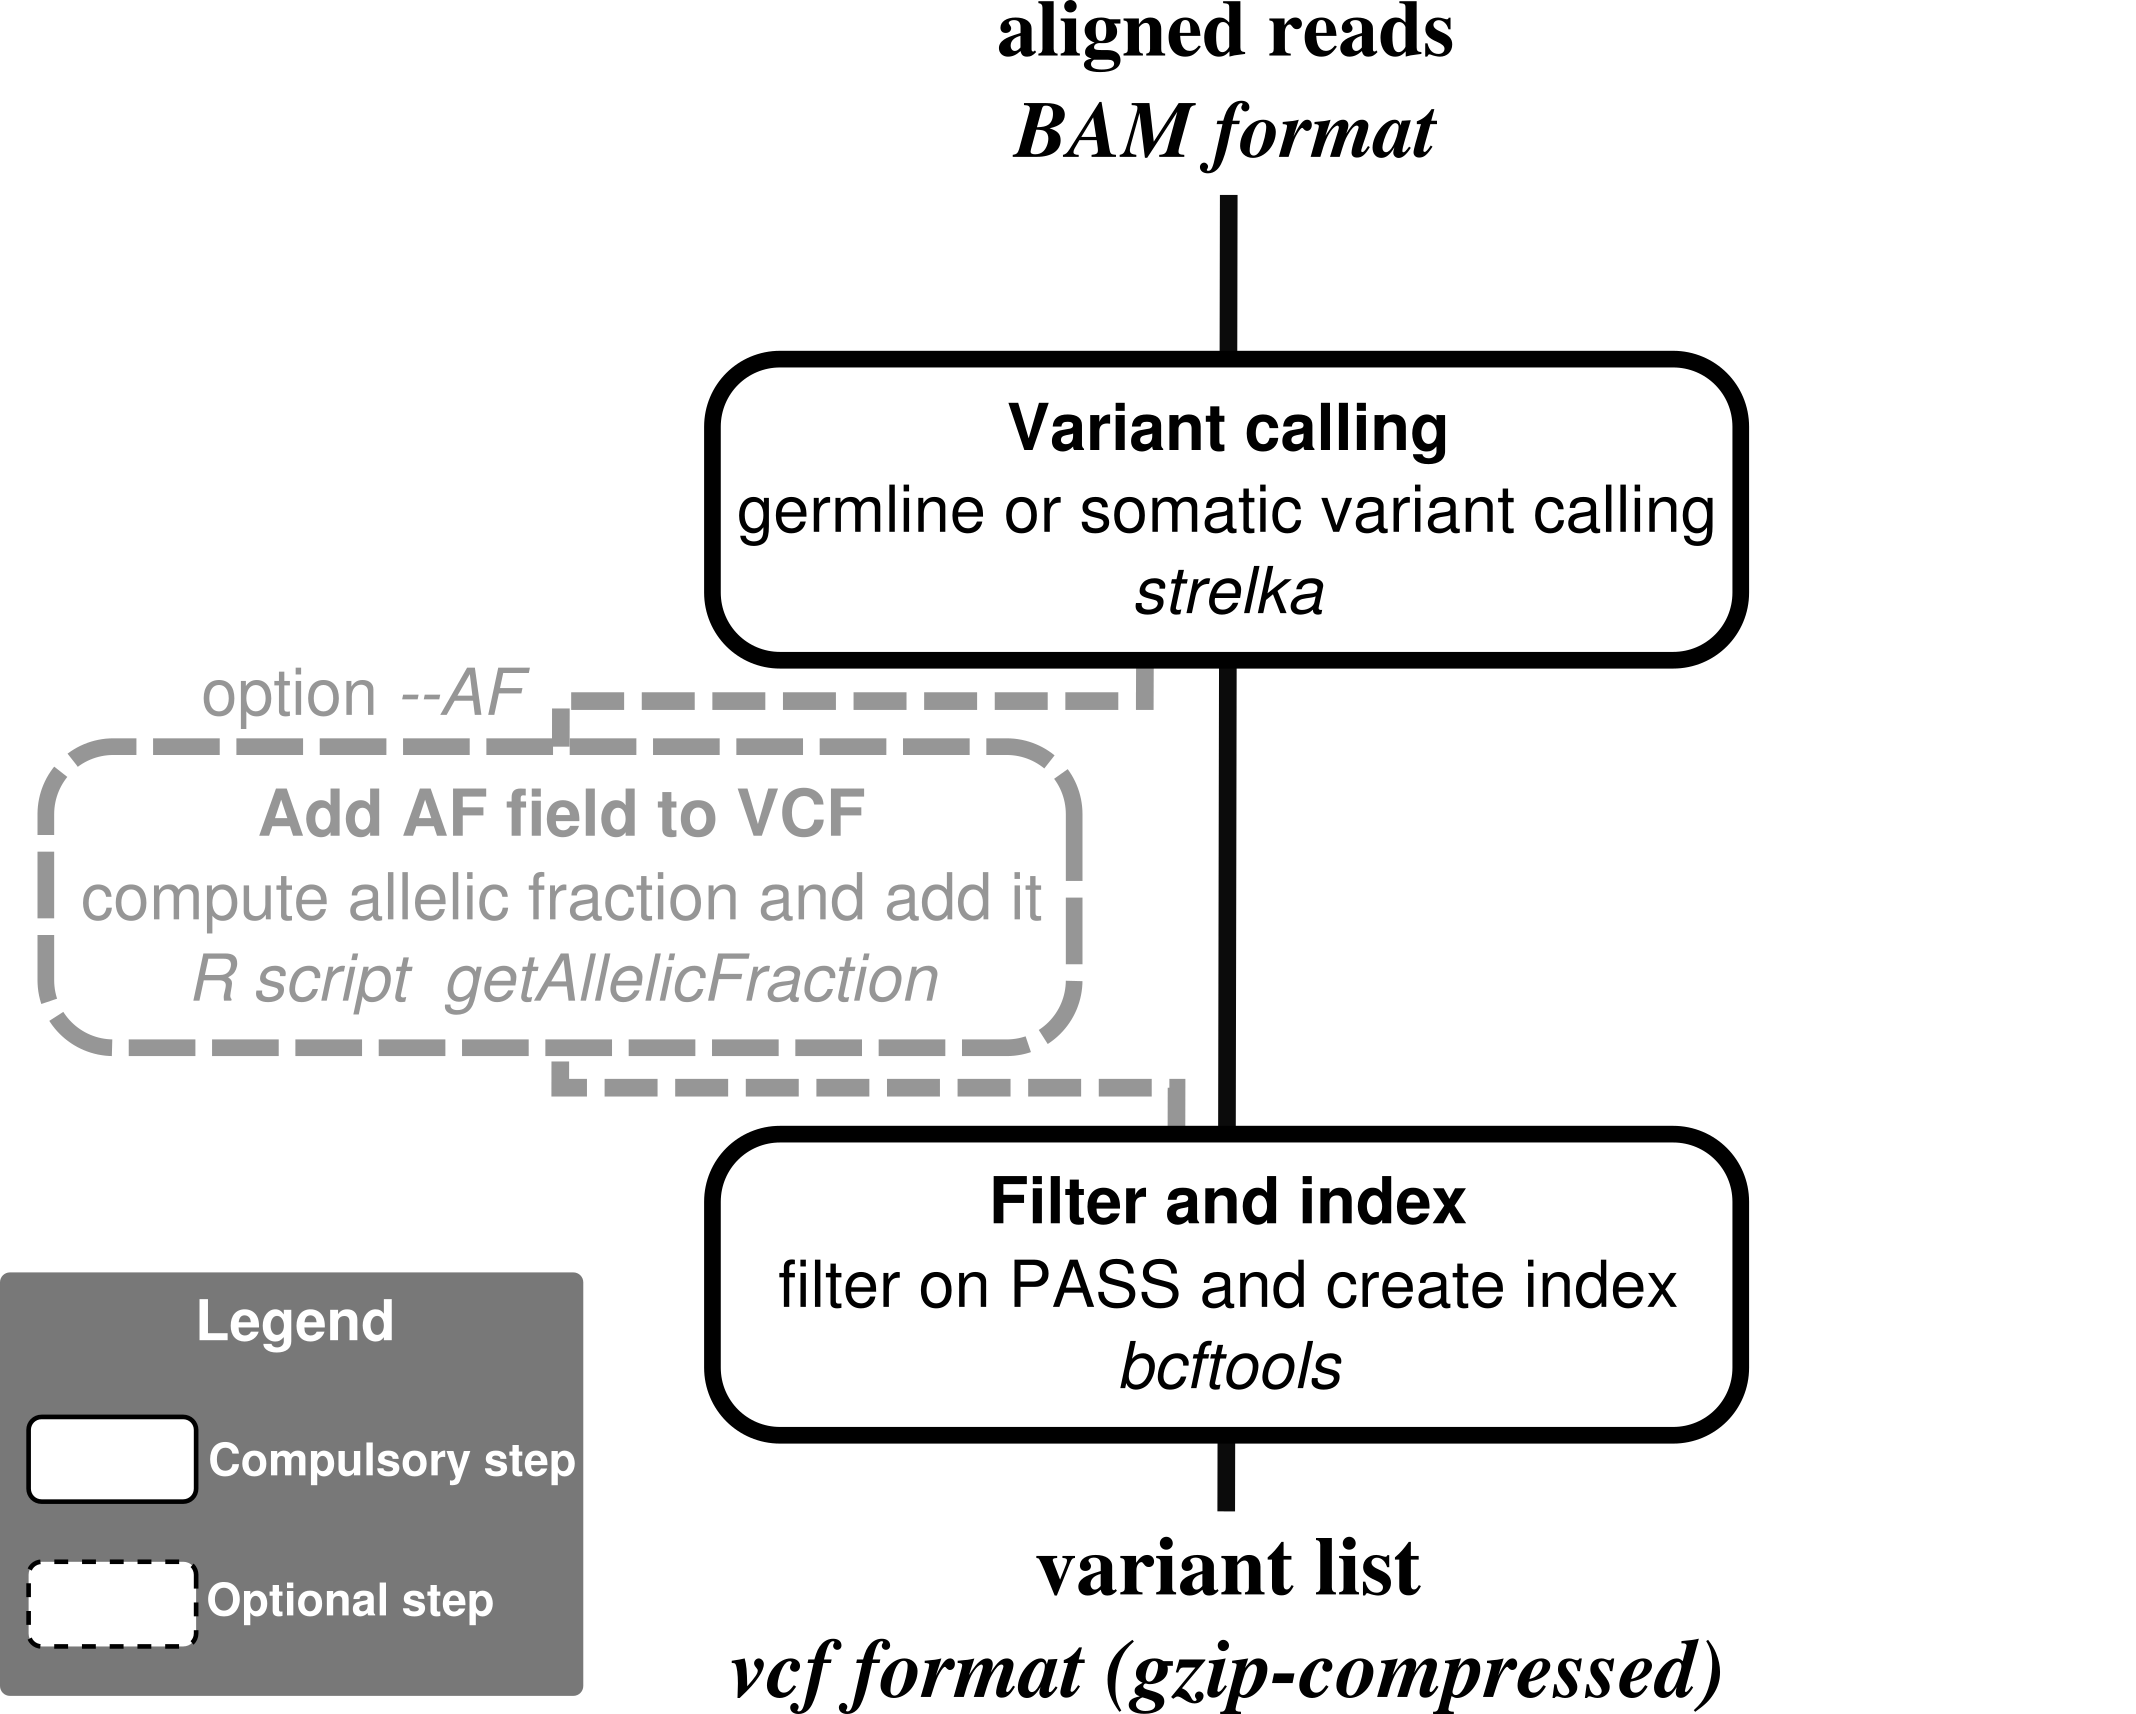 aligned reads
BAM format
Variant calling
germline or somatic variant calling
strelka
option --AF
Add AF field to VCF
compute allelic fraction and add it
R script  getAllelicFraction
Filter and index
filter on PASS and create index
bcftools
Legend
Compulsory step
Optional step
variant list
vcf format (gzip-compressed)